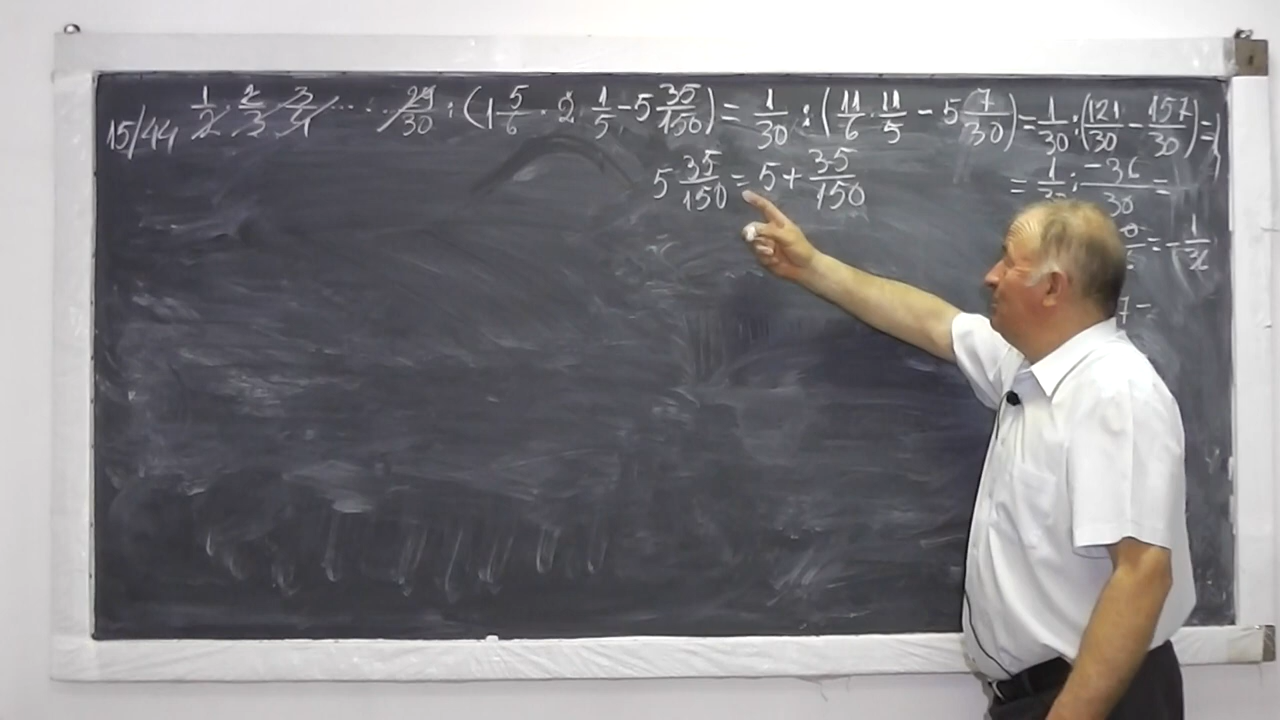 15/44 1/2 · 2/3 · 3/4 · ... · 29/30 : (1 5/6 · 2 1/5 - 5 35/150) = 1/30 : (11/6 · 11/5 - 5 7/30) = 1/30 : (121/30 - 157/30) =
5 35/150 = 5 + 35/150
= 1/30 : -36/30 =
= - 1/36
7 -